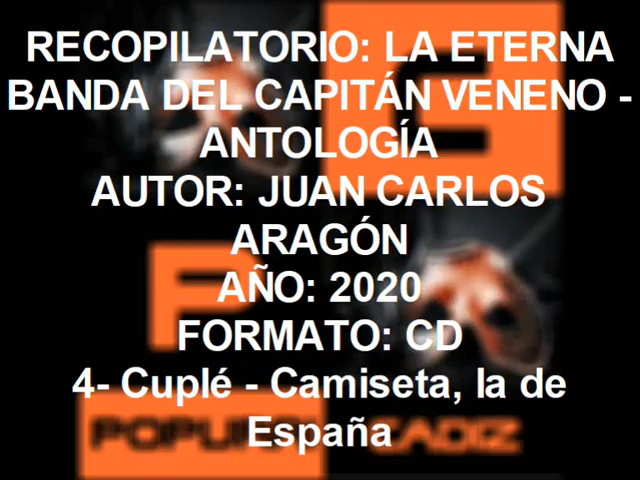 RECOPILATORIO: LA ETERNA
BANDA DEL CAPITÁN VENENO -
ANTOLOGÍA
AUTOR: JUAN CARLOS
ARAGÓN
AÑO: 2020
FORMATO: CD
4- Cuplé - Camiseta, la de
España
CADIZ